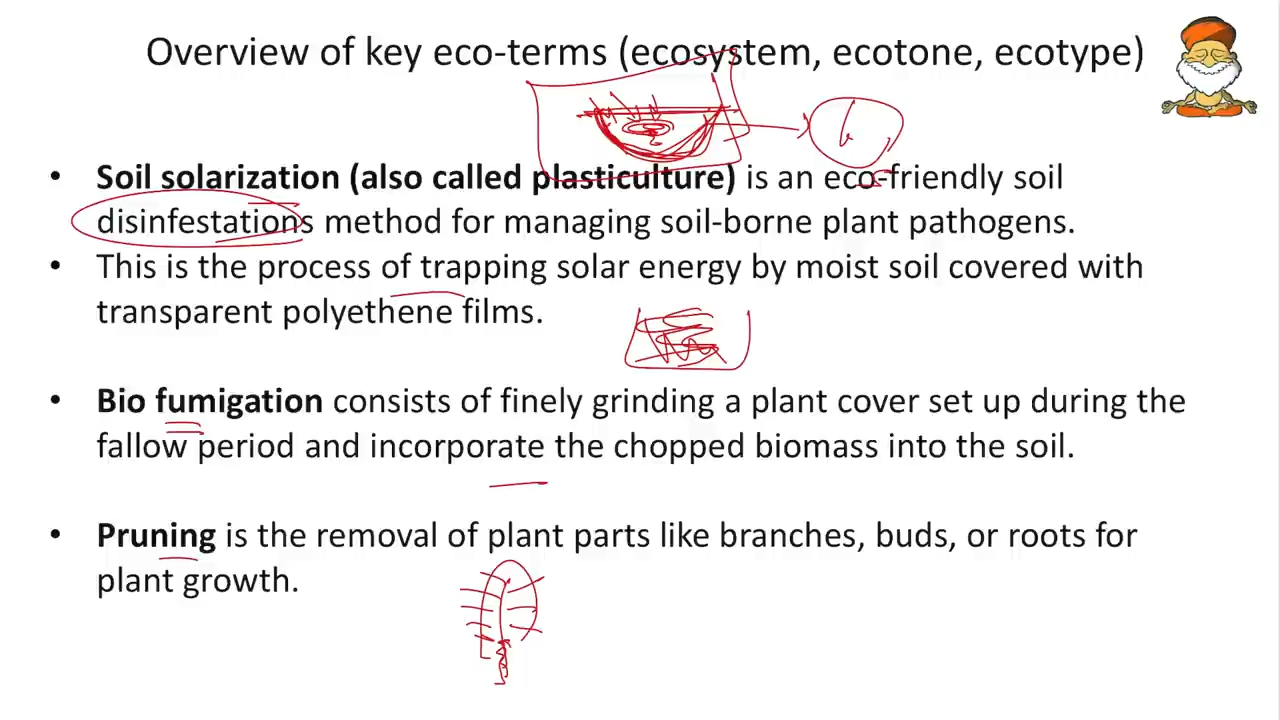 Overview of key eco-terms (ecosystem, ecotone, ecotype)
• Soil solarization (also called plasticulture) is an eco-friendly soil
disinfestations method for managing soil-borne plant pathogens.
• This is the process of trapping solar energy by moist soil covered with
transparent polyethene films.
• Bio fumigation consists of finely grinding a plant cover set up during the
fallow period and incorporate the chopped biomass into the soil.
• Pruning is the removal of plant parts like branches, buds, or roots for
plant growth.